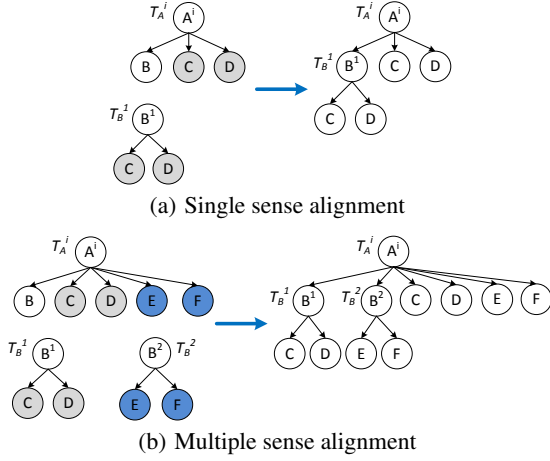 T_A^i A^i T_A^i A^i
B C D T_B^1 B^1 C D
T_B^1 B^1 C D
C D
(a) Single sense alignment
T_A^i A^i T_A^i A^i
B C D E F T_B^1 B^1 T_B^2 B^2 C D E F
T_B^1 B^1 B^2 T_B^2 C D E F
C D E F
(b) Multiple sense alignment